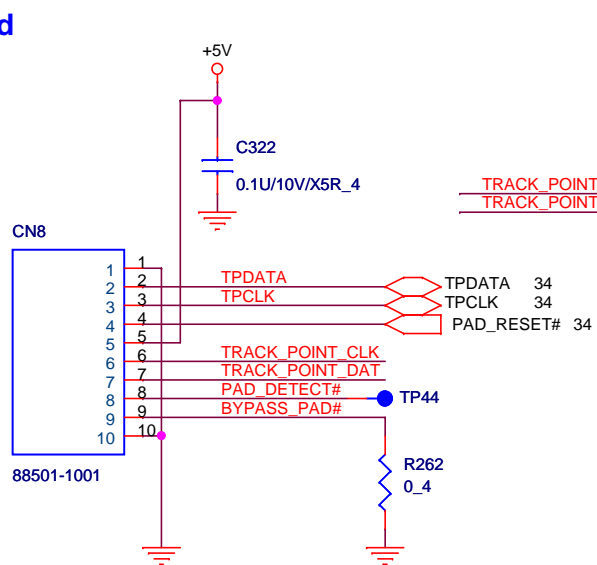 d
+5V
C322
0.1U/10V/X5R_4
TRACK_POINT
TRACK_POINT
CN8
1 1
2 2 TPDATA TPDATA 34
3 3 TPCLK TPCLK 34
4 4 PAD_RESET# 34
5 5
6 6 TRACK_POINT_CLK
7 7 TRACK_POINT_DAT
8 8 PAD_DETECT# TP44
9 9 BYPASS_PAD#
10 10
88501-1001
R262
0_4